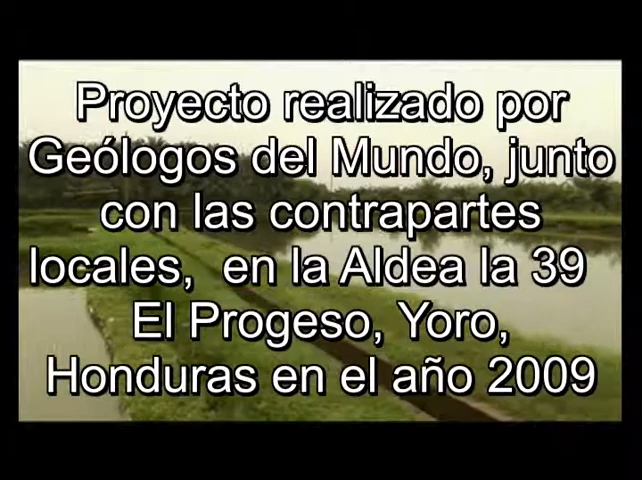 Proyecto realizado por
Geólogos del Mundo, junto
con las contrapartes
locales, en la Aldea la 39
El Progeso, Yoro,
Honduras en el año 2009